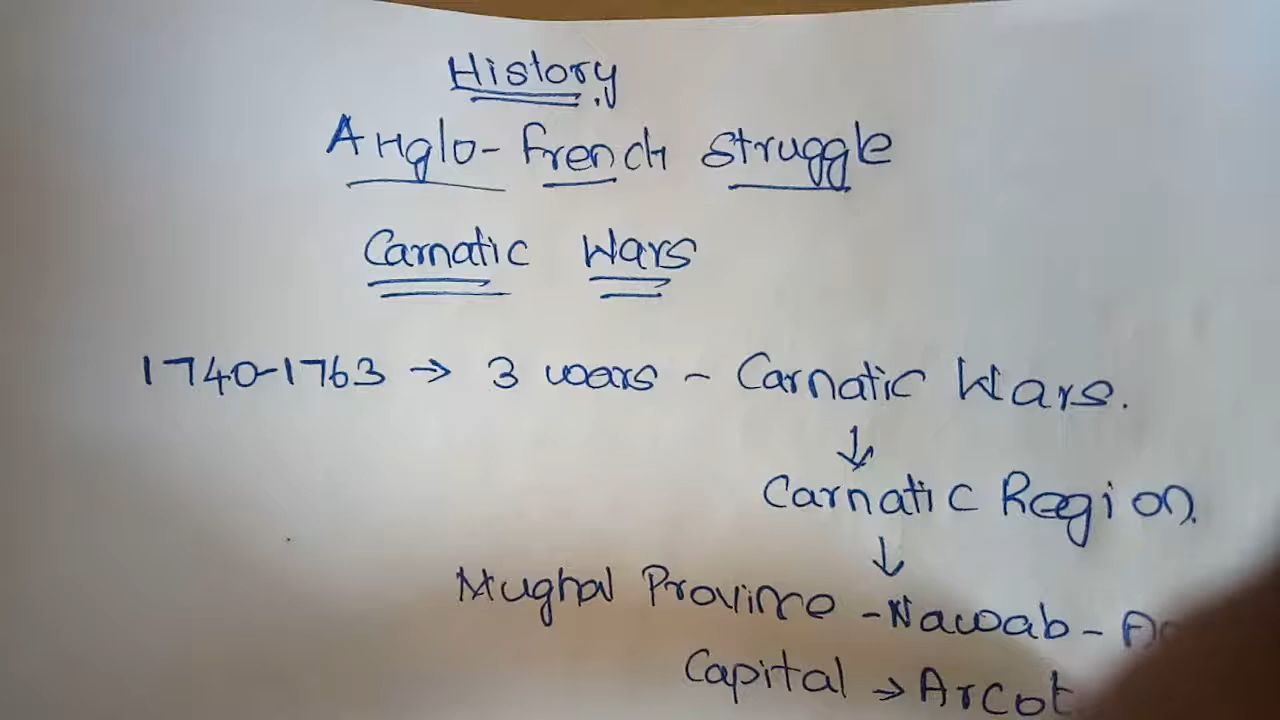 History
Anglo-French Struggle
Carnatic Wars
1740-1763 → 3 wars - Carnatic Wars.
↓
Carnatic Region.
↓
Mughal Province - Nawab -
Capital → Arcot